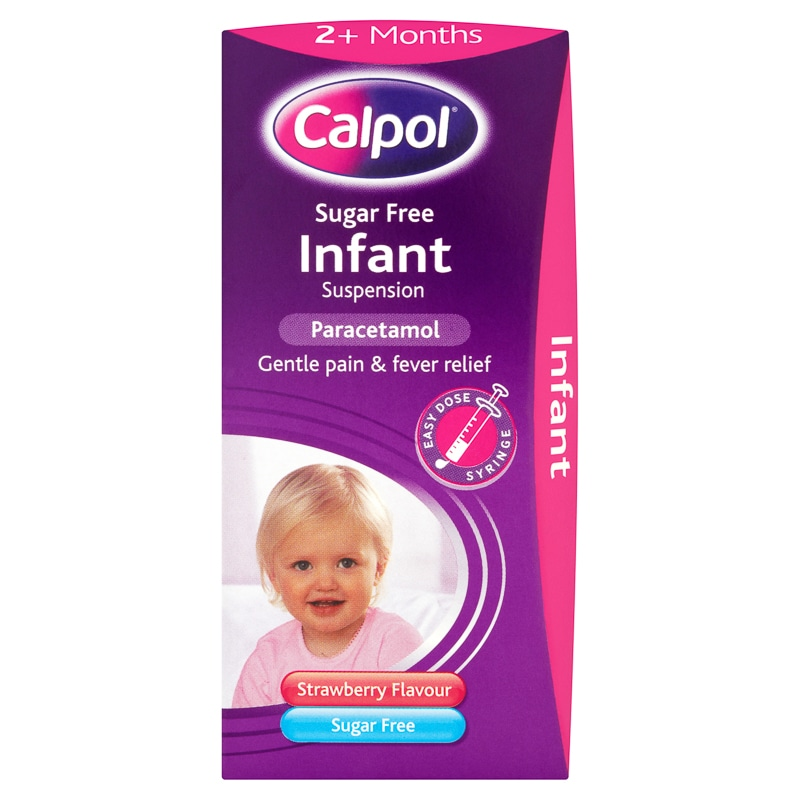 2+ Months
Calpol®
Sugar Free
Infant
Suspension
Paracetamol
Gentle pain & fever relief
EASY DOSE
SYRINGE
Infant
Strawberry Flavour
Sugar Free